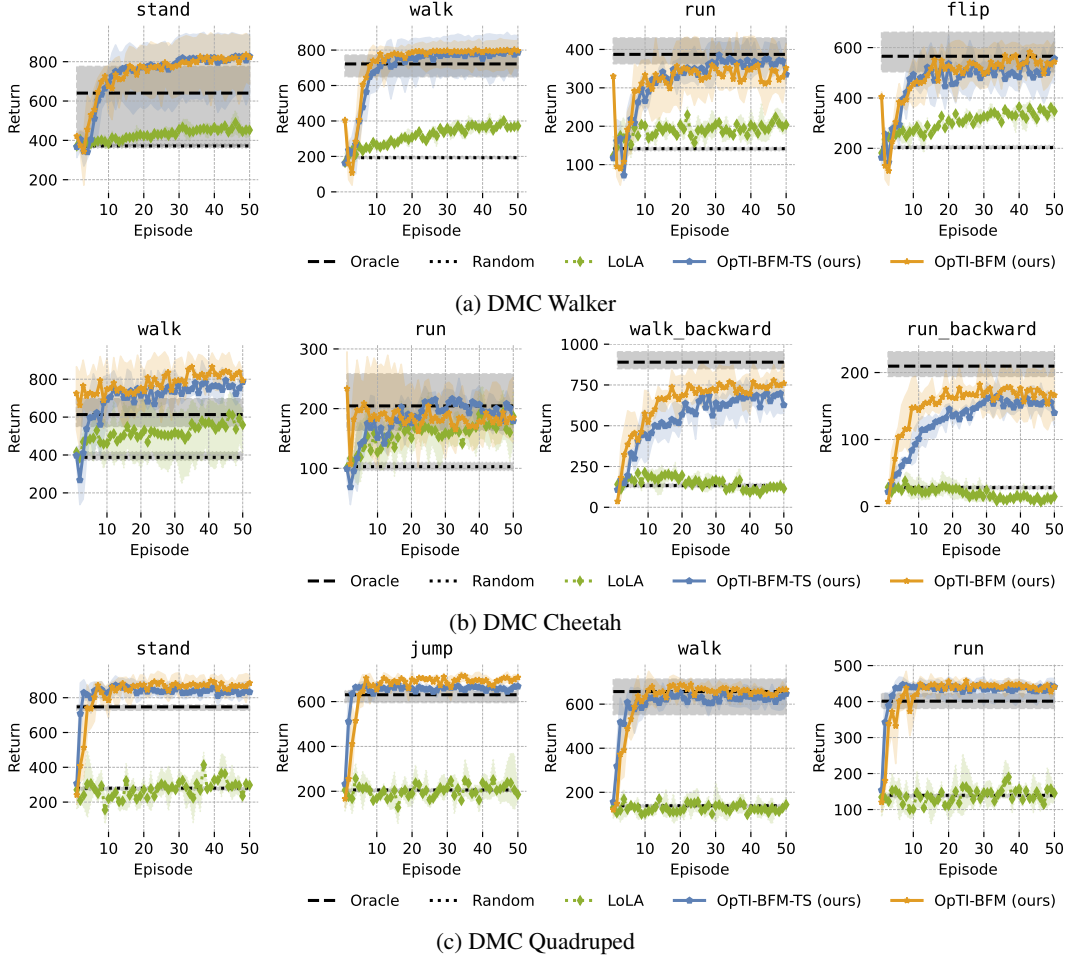 stand walk run flip
800
600
400
200
Return
10 20 30 40 50
Episode
800
600
400
200
0
Return
10 20 30 40 50
Episode
400
300
200
100
Return
10 20 30 40 50
Episode
600
400
200
Return
10 20 30 40 50
Episode
Oracle Random LoLA OpTI-BFM-TS (ours) OpTI-BFM (ours)
(a) DMC Walker
walk run walk_backward run_backward
800
600
400
200
Return
10 20 30 40 50
Episode
300
200
100
Return
10 20 30 40 50
Episode
1000
750
500
250
0
Return
10 20 30 40 50
Episode
200
100
0
Return
10 20 30 40 50
Episode
Oracle Random LoLA OpTI-BFM-TS (ours) OpTI-BFM (ours)
(b) DMC Cheetah
stand jump walk run
800
600
400
200
Return
10 20 30 40 50
Episode
600
400
200
0
Return
10 20 30 40 50
Episode
600
400
200
0
Return
10 20 30 40 50
Episode
500
400
300
200
100
Return
10 20 30 40 50
Episode
Oracle Random LoLA OpTI-BFM-TS (ours) OpTI-BFM (ours)
(c) DMC Quadruped